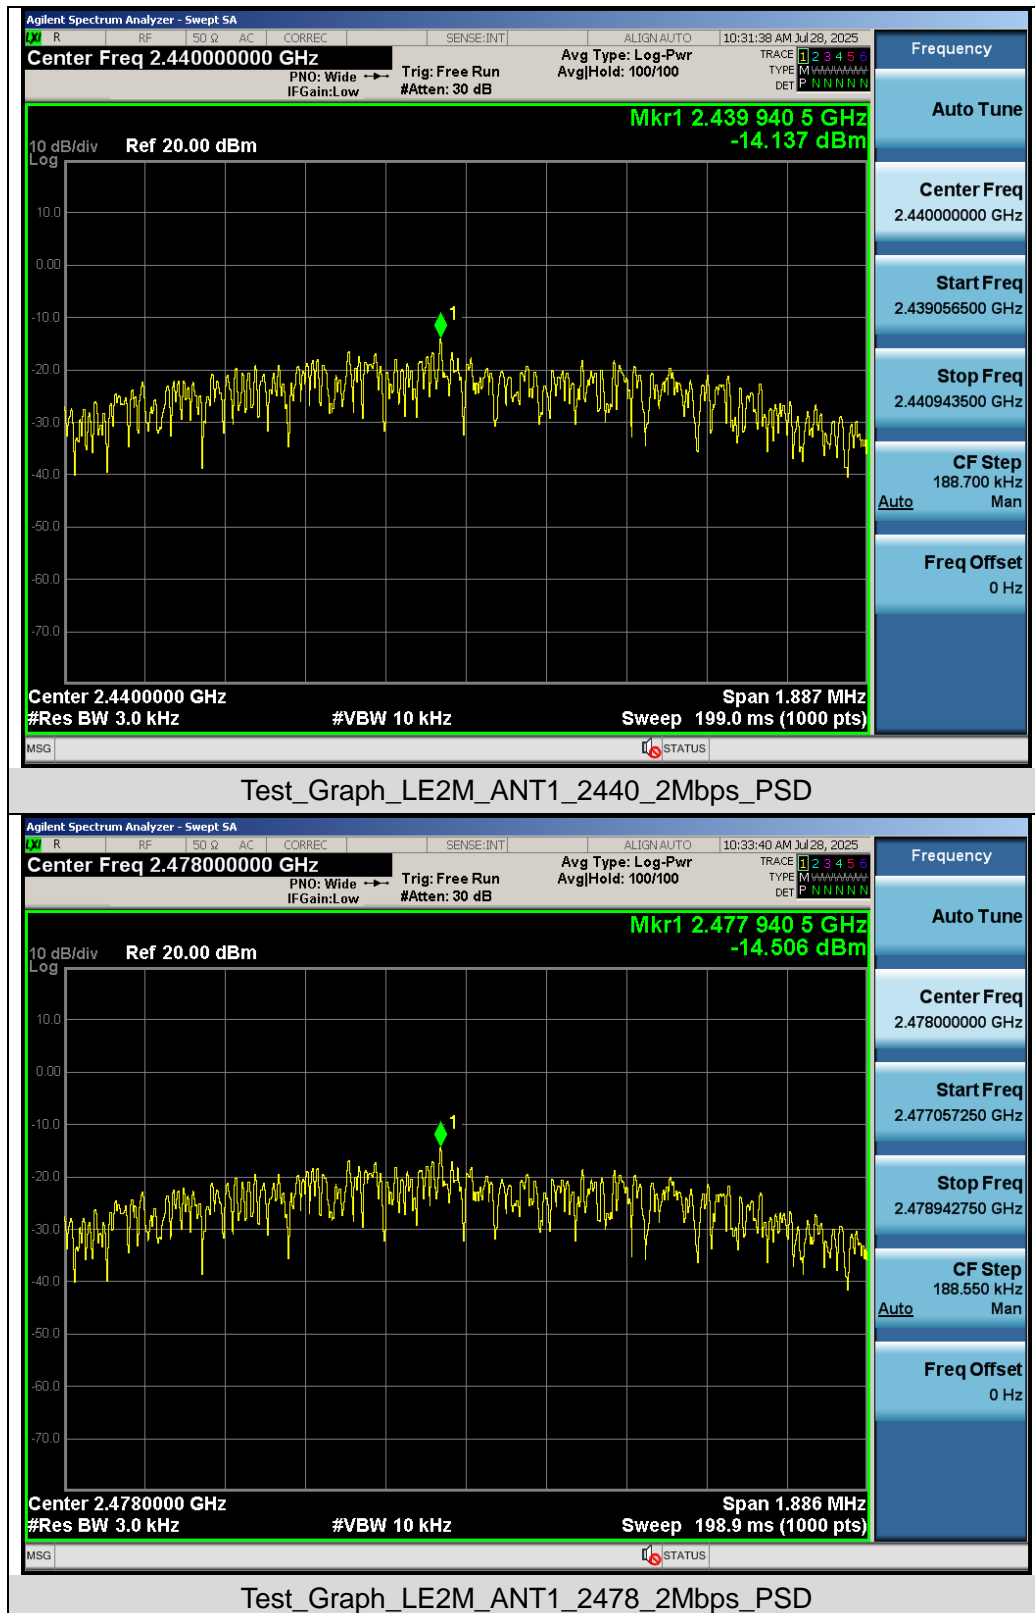 Agilent Spectrum Analyzer - Swept SA
LXI R RF 50 Ω AC CORREC SENSE:INT ALIGN AUTO 10:31:38 AM Jul 28, 2025
Center Freq 2.440000000 GHz
PNO: Wide
IFGain:Low
Trig: Free Run
#Atten: 30 dB
Avg Type: Log-Pwr
Avg|Hold: 100/100
TRACE 1 2 3 4 5 6
TYPE M
DET P N N N N N
Mkr1 2.439 940 5 GHz
-14.137 dBm
10 dB/div Ref 20.00 dBm
Log
10.0
0.00
-10.0
-20.0
-30.0
-40.0
-50.0
-60.0
-70.0
1
Center 2.4400000 GHz
Span 1.887 MHz
#Res BW 3.0 kHz
#VBW 10 kHz
Sweep 199.0 ms (1000 pts)
MSG
STATUS
Frequency
Auto Tune
Center Freq
2.440000000 GHz
Start Freq
2.439056500 GHz
Stop Freq
2.440943500 GHz
CF Step
188.700 kHz
Auto Man
Freq Offset
0 Hz
Test_Graph_LE2M_ANT1_2440_2Mbps_PSD
Agilent Spectrum Analyzer - Swept SA
LXI R RF 50 Ω AC CORREC SENSE:INT ALIGN AUTO 10:33:40 AM Jul 28, 2025
Center Freq 2.478000000 GHz
PNO: Wide
IFGain:Low
Trig: Free Run
#Atten: 30 dB
Avg Type: Log-Pwr
Avg|Hold: 100/100
TRACE 1 2 3 4 5 6
TYPE M
DET P N N N N N
Mkr1 2.477 940 5 GHz
-14.506 dBm
10 dB/div Ref 20.00 dBm
Log
10.0
0.00
-10.0
-20.0
-30.0
-40.0
-50.0
-60.0
-70.0
1
Center 2.4780000 GHz
Span 1.886 MHz
#Res BW 3.0 kHz
#VBW 10 kHz
Sweep 198.9 ms (1000 pts)
MSG
STATUS
Frequency
Auto Tune
Center Freq
2.478000000 GHz
Start Freq
2.477057250 GHz
Stop Freq
2.478942750 GHz
CF Step
188.550 kHz
Auto Man
Freq Offset
0 Hz
Test_Graph_LE2M_ANT1_2478_2Mbps_PSD